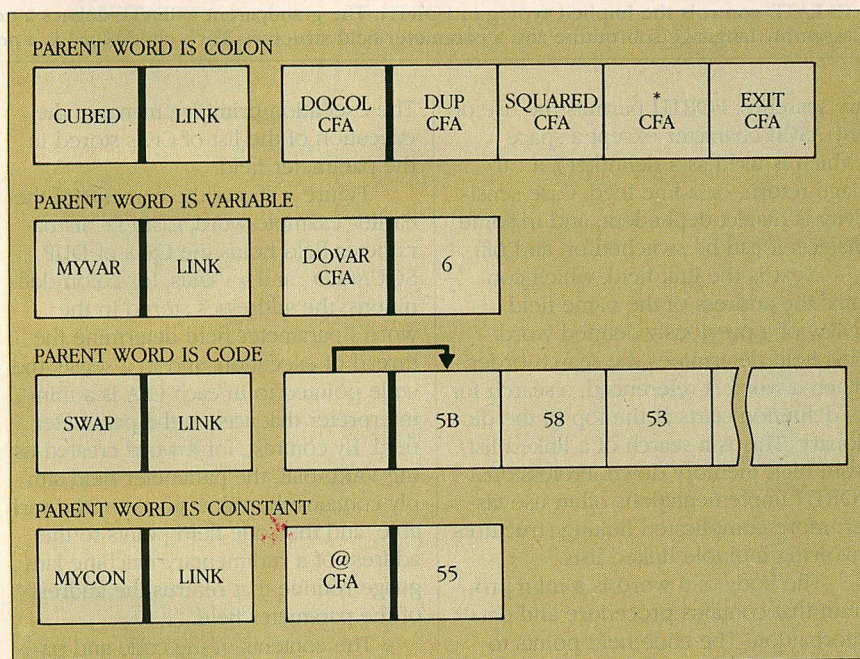 PARENT WORD IS COLON
CUBED LINK DOCOL CFA DUP CFA SQUARED CFA * CFA EXIT CFA
PARENT WORD IS VARIABLE
MYVAR LINK DOVAR CFA 6
PARENT WORD IS CODE
SWAP LINK 5B 58 53
PARENT WORD IS CONSTANT
MYCON LINK @ CFA 55